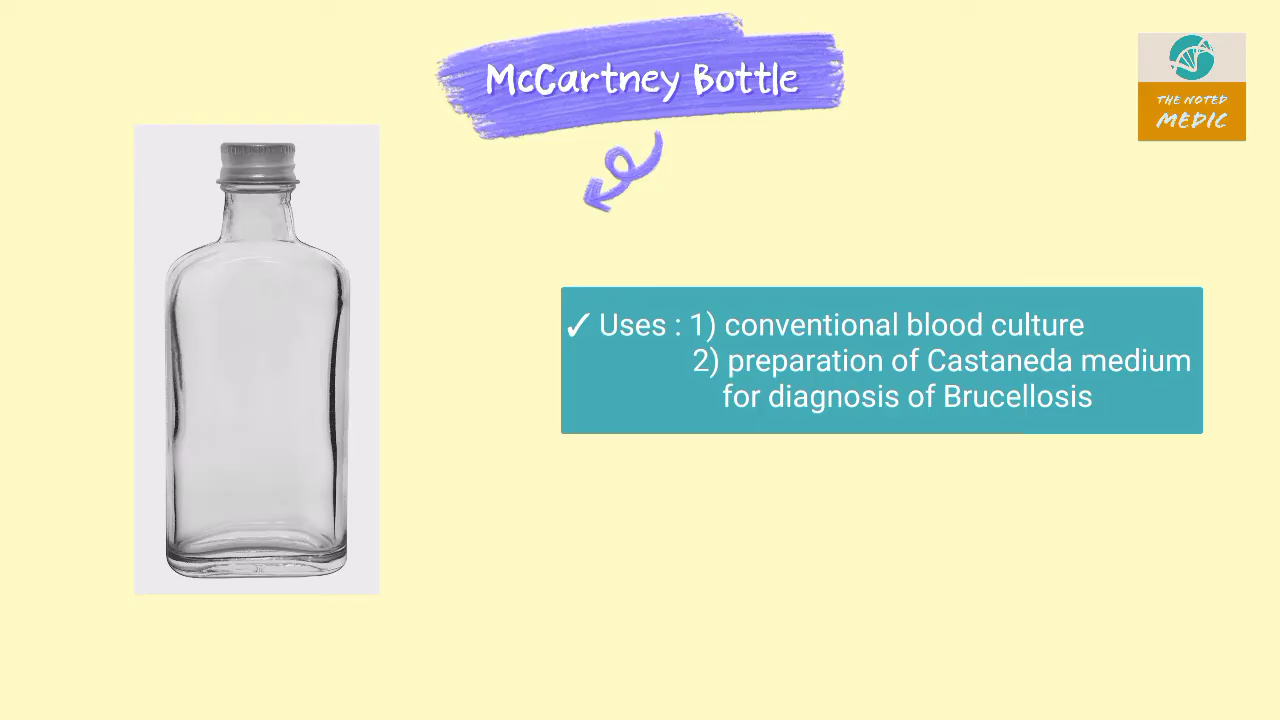 McCartney Bottle
THE NOTED
MEDIC
✓ Uses : 1) conventional blood culture
2) preparation of Castaneda medium
for diagnosis of Brucellosis